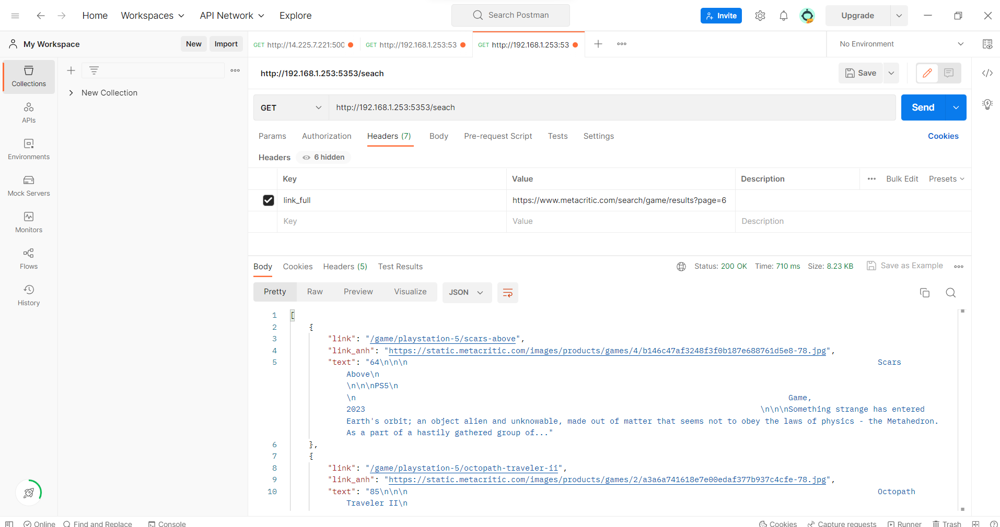 Home Workspaces API Network Explore Search Postman Invite Upgrade
My Workspace New Import GET http://14.225.7.221:500 GET http://192.168.1.253:53 GET http://192.168.1.253:53 No Environment
Collections
New Collection
APIs
Environments
Mock Servers
Monitors
Flows
History
http://192.168.1.253:5353/seach Save
GET http://192.168.1.253:5353/seach Send
Params Authorization Headers (7) Body Pre-request Script Tests Settings Cookies
Headers 6 hidden
Key Value Description Bulk Edit Presets
link_full https://www.metacritic.com/search/game/results?page=6
Key Value Description
Body Cookies Headers (5) Test Results Status: 200 OK Time: 710 ms Size: 8.23 KB Save as Example
Pretty Raw Preview Visualize JSON
1 [
2 {
3 "link": "/game/playstation-5/scars-above",
4 "link_anh": "https://static.metacritic.com/images/products/games/4/b146c47af3248f3f0b187e688761d5e8-78.jpg",
5 "text": "64\n\n\n Scars
Above\n
\n\n\nPS5\n
\n Game,
2023 \n\n\nSomething strange has entered
Earth's orbit; an object alien and unknowable, made out of matter that seems not to obey the laws of physics - the Metahedron.
As a part of a hastily gathered group of..."
6 },
7 {
8 "link": "/game/playstation-5/octopath-traveler-ii",
9 "link_anh": "https://static.metacritic.com/images/products/games/2/a3a6a741618e7e00edaf377b937c4cfe-78.jpg",
10 "text": "85\n\n\n Octopath
Traveler II\n
Online Find and Replace Console Cookies Capture requests Runner Trash